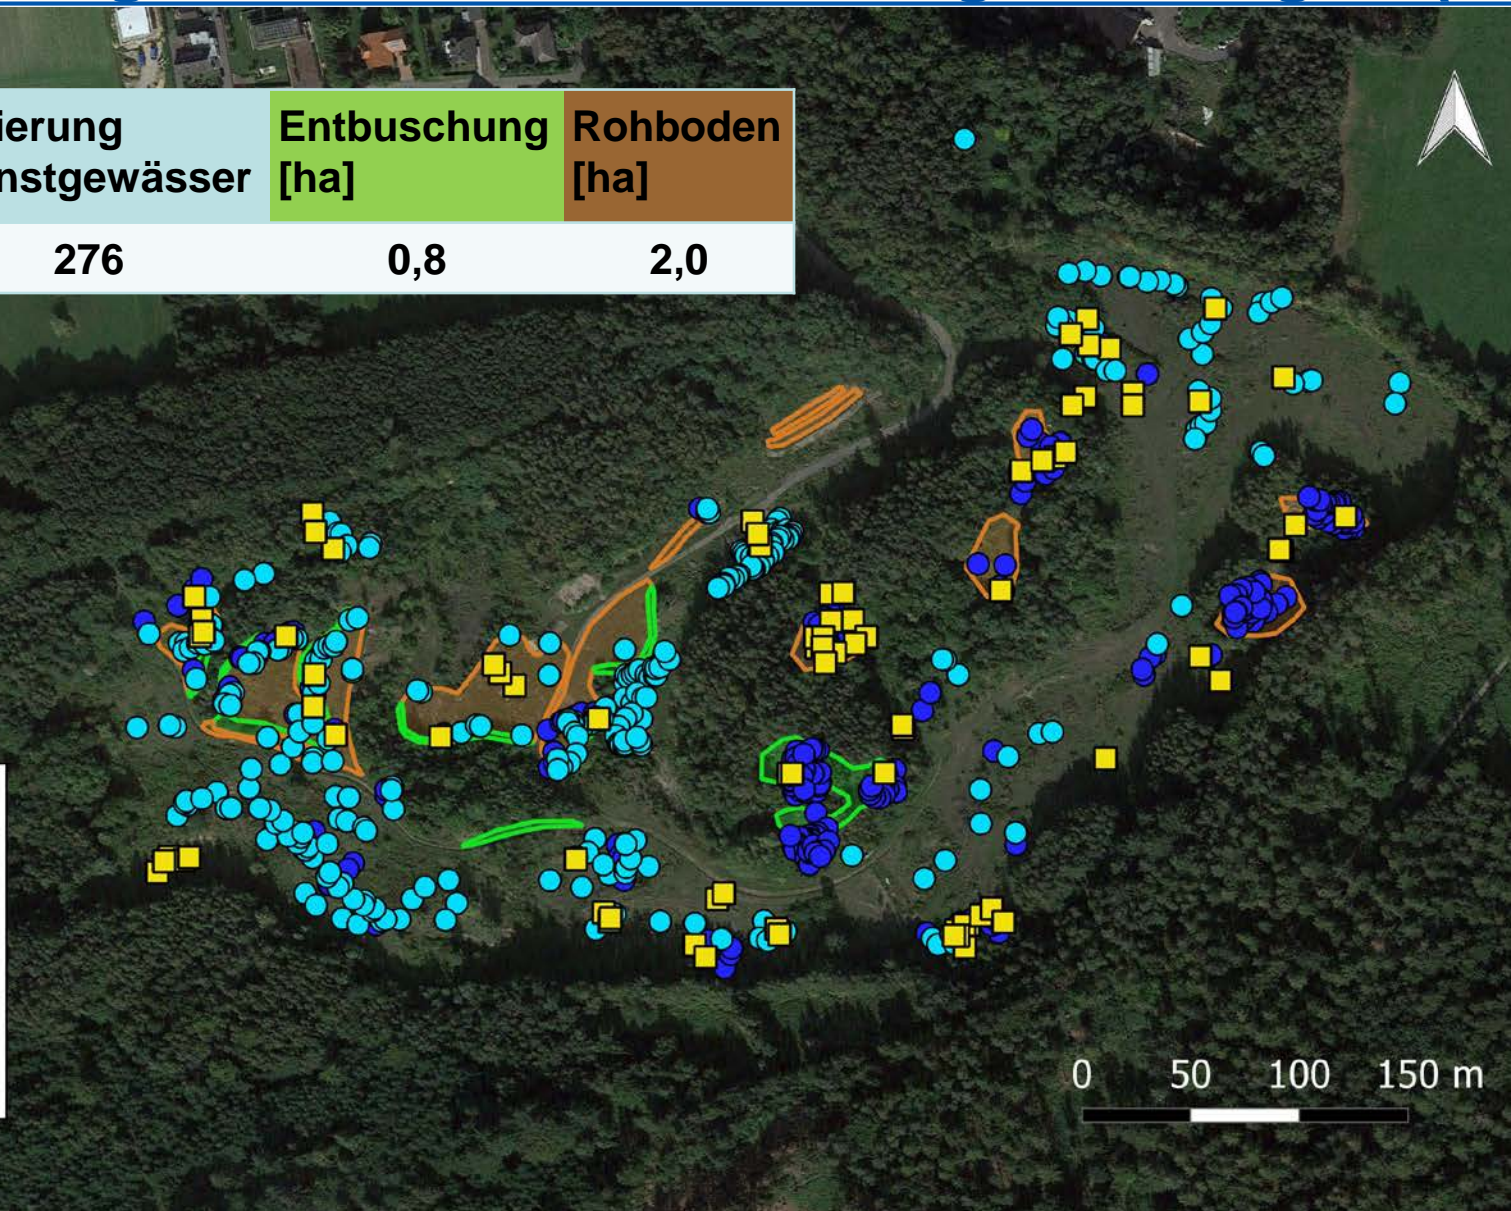 ierung
nstgewässer
Entbuschung
[ha]
Rohboden
[ha]
276 0,8 2,0
0 50 100 150 m